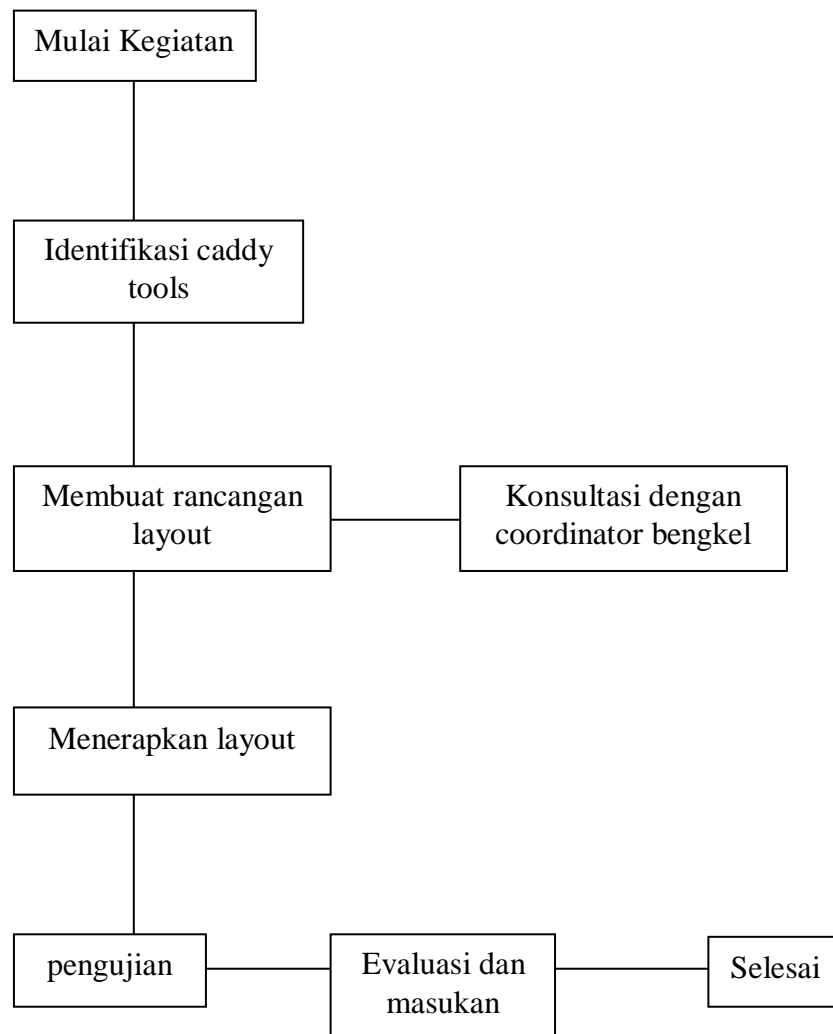 Mulai Kegiatan
Identifikasi caddy
tools
Membuat rancangan
layout
Konsultasi dengan
coordinator bengkel
Menerapkan layout
pengujian
Evaluasi dan
masukan
Selesai